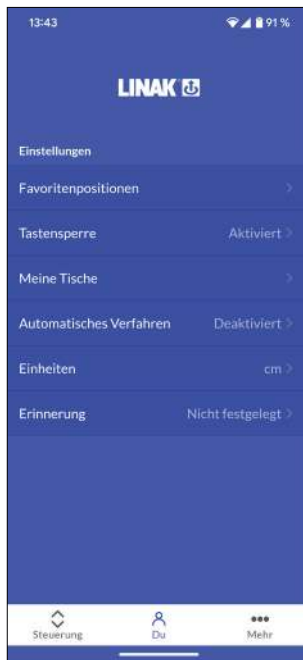 13:43
91 %
LINAK
Einstellungen
Favoritenpositionen
Tastensperre Aktiviert
Meine Tische
Automatisches Verfahren Deaktiviert
Einheiten cm
Erinnerung Nicht festgelegt
Steuerung Du Mehr